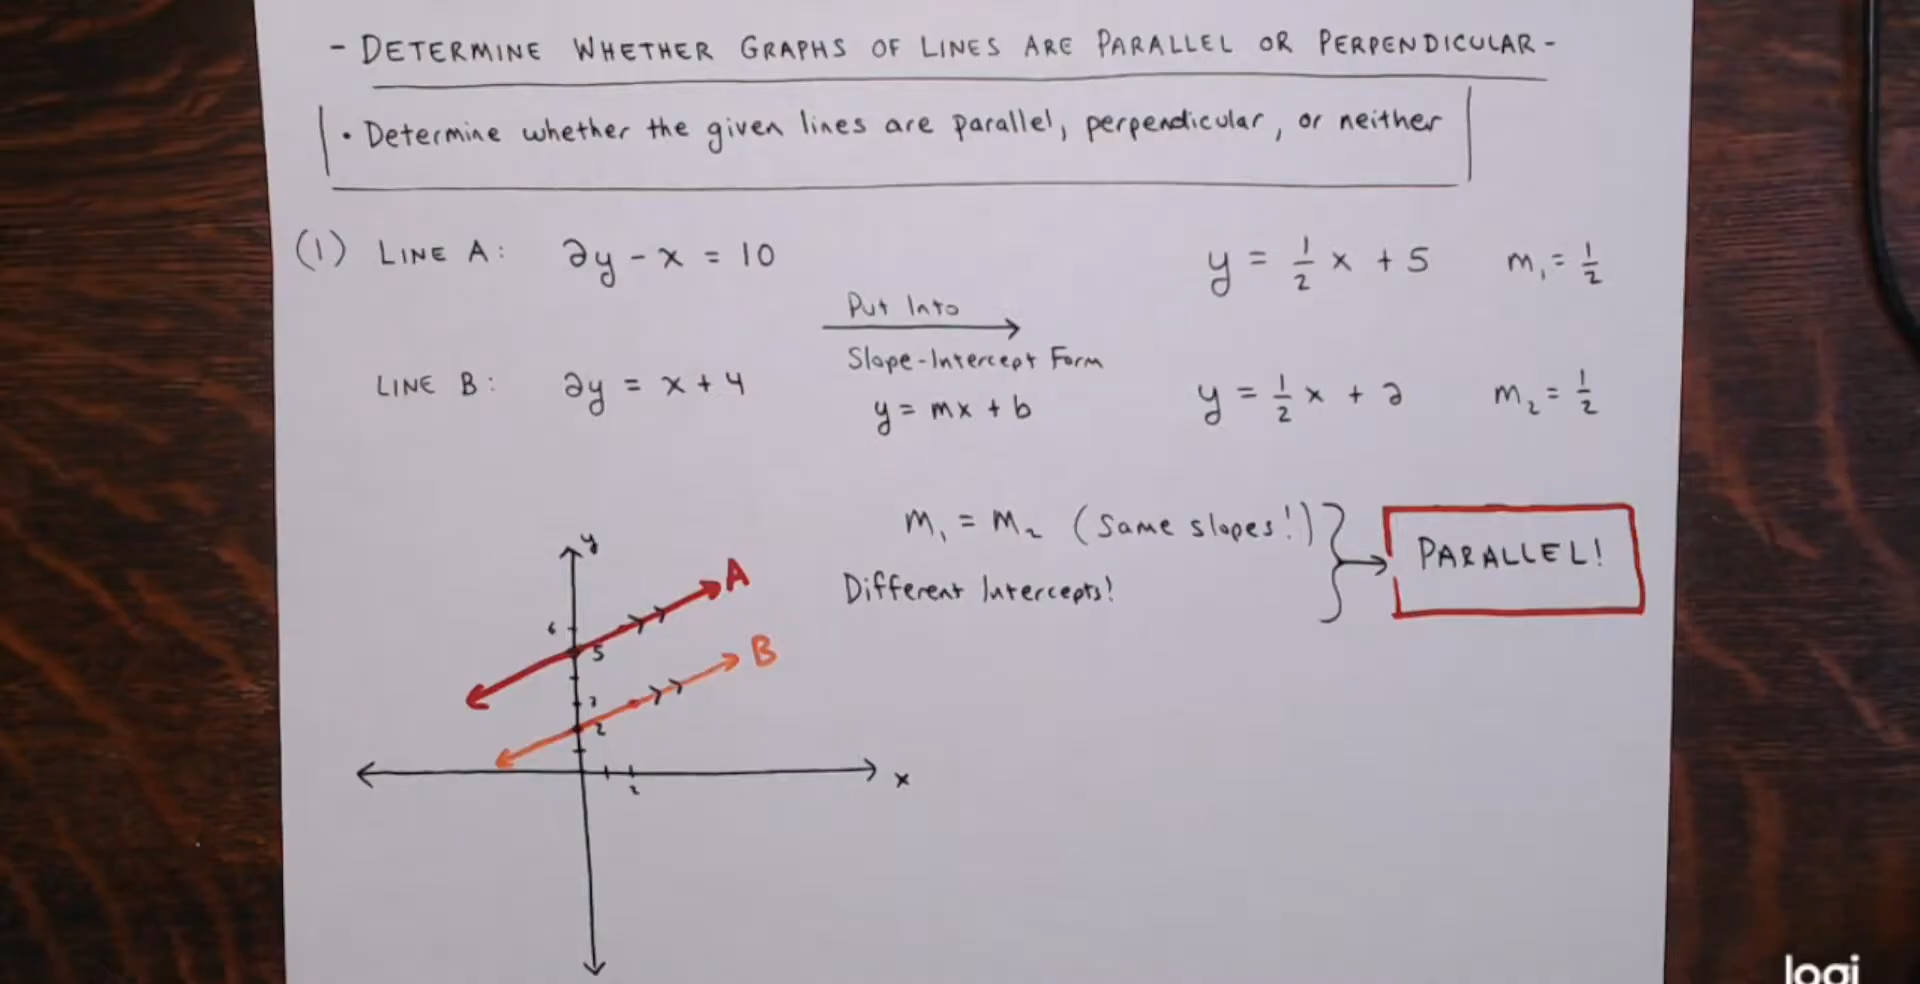 - DETERMINE WHETHER GRAPHS OF LINES ARE PARALLEL OR PERPENDICULAR -
• Determine whether the given lines are parallel, perpendicular, or neither
(1) LINE A: 2y - x = 10
y = 1/2 x + 5 m₁ = 1/2
Put Into
Slope-Intercept Form
y = mx + b
LINE B: 2y = x + 4
y = 1/2 x + 2 m₂ = 1/2
m₁ = m₂ (Same slopes!)
Different Intercepts!
PARALLEL!
y
A
6
5
B
3
2
x
2
logi